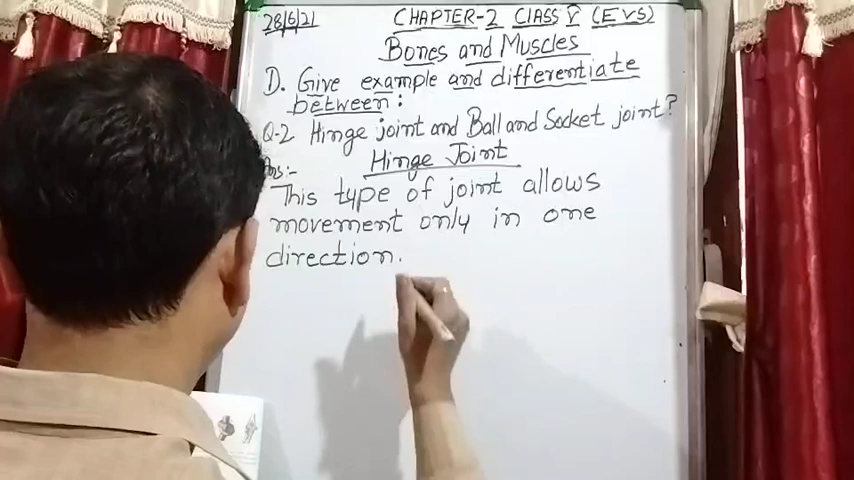 28/6/21 CHAPTER-2 CLASS V (EVS)
Bones and Muscles
D. Give example and differentiate
between:
Q-2 Hinge joint and Ball and Socket joint?
Ans:- Hinge Joint
This type of joint allows
movement only in one
direction.